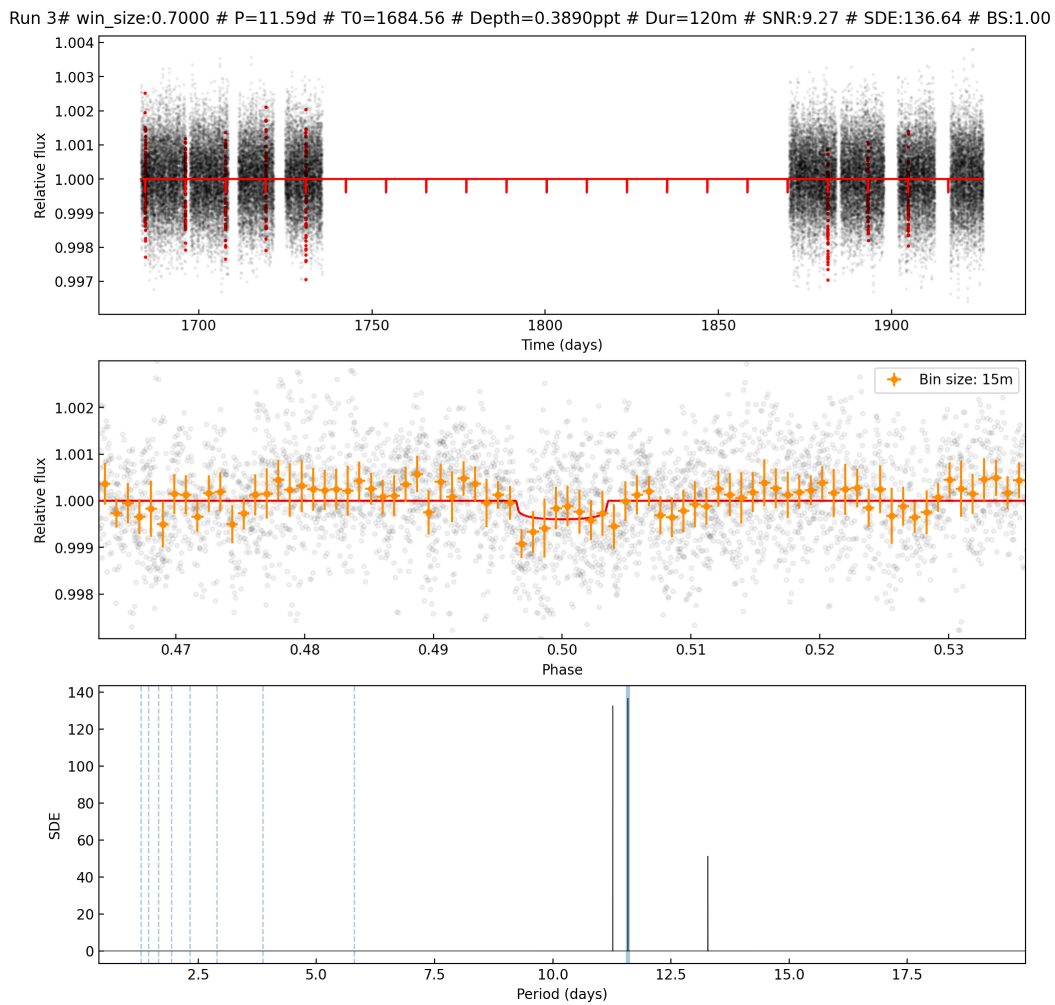 Run 3# win_size:0.7000 # P=11.59d # T0=1684.56 # Depth=0.3890ppt # Dur=120m # SNR:9.27 # SDE:136.64 # BS:1.00
1.004
1.003
1.002
1.001
1.000
0.999
0.998
0.997
Relative flux
1700 1750 1800 1850 1900
Time (days)
Bin size: 15m
1.002
1.001
1.000
0.999
0.998
Relative flux
0.47 0.48 0.49 0.50 0.51 0.52 0.53
Phase
140
120
100
80
60
40
20
0
SDE
2.5 5.0 7.5 10.0 12.5 15.0 17.5
Period (days)